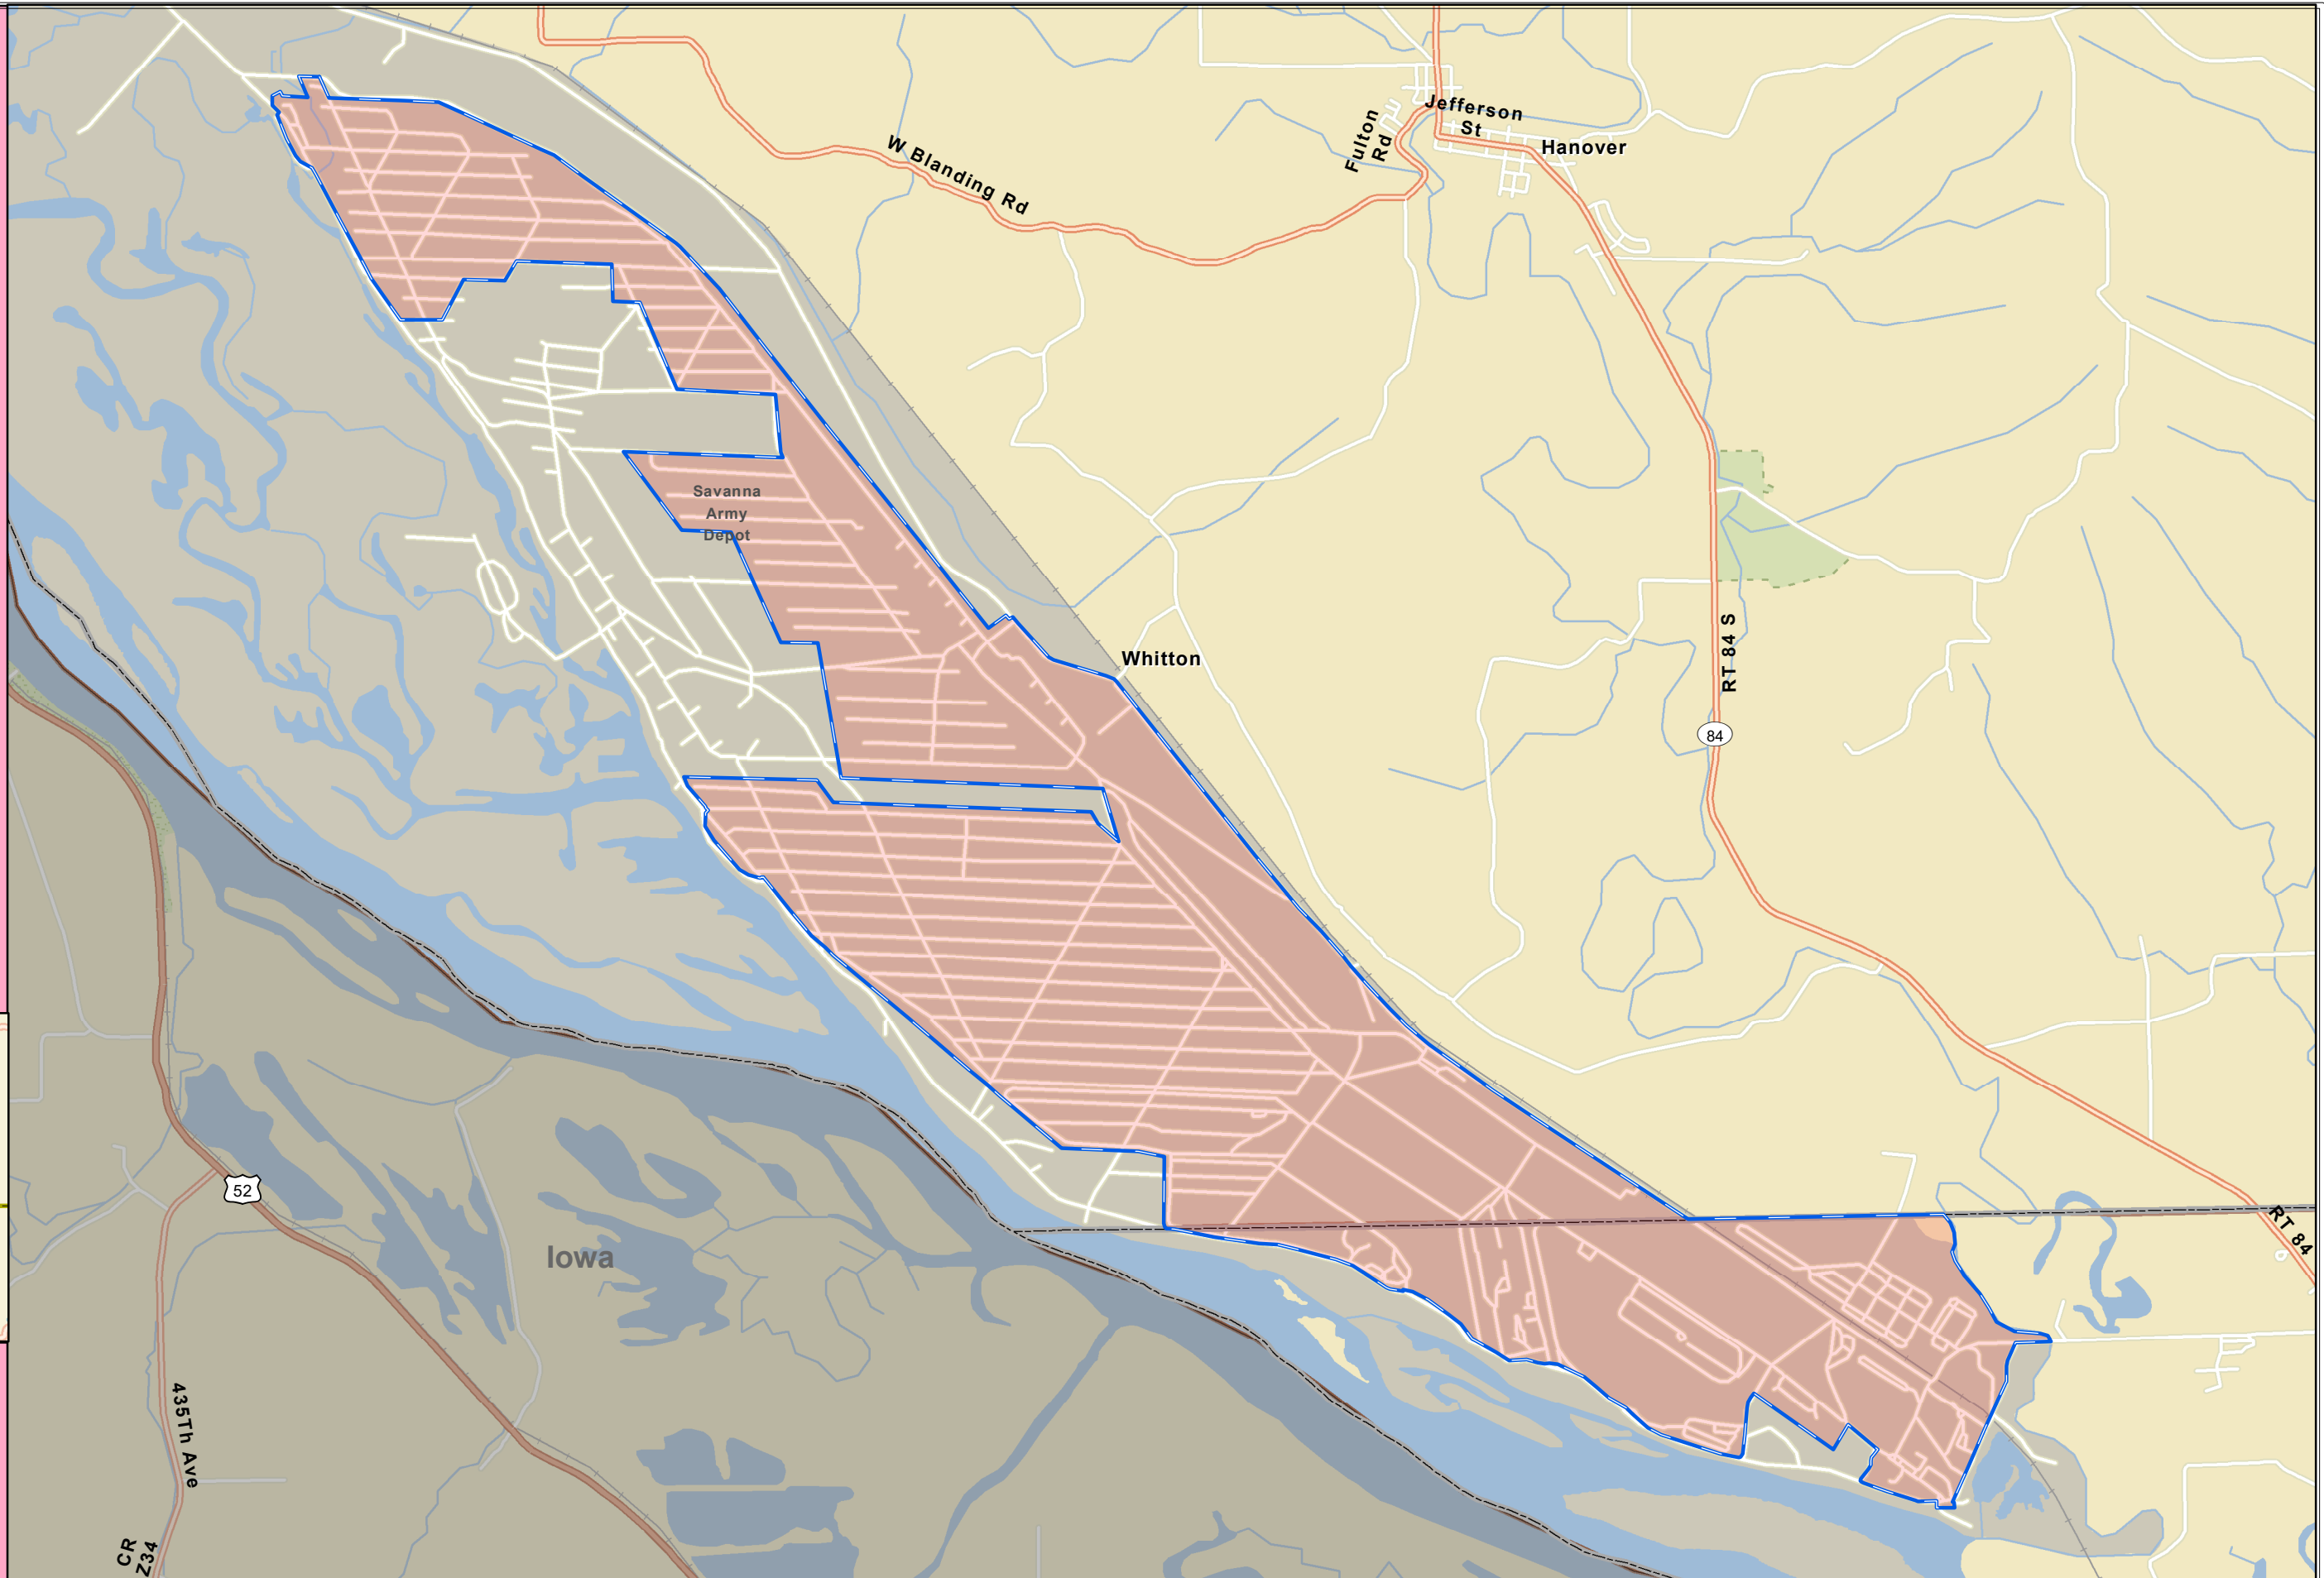 Jefferson
St
Fulton
Rd
Hanover
W Blanding Rd
Savanna
Army
Depot
RT 84 S
Whitton
84
52
RT 84
Iowa
435Th Ave
CR
Z34